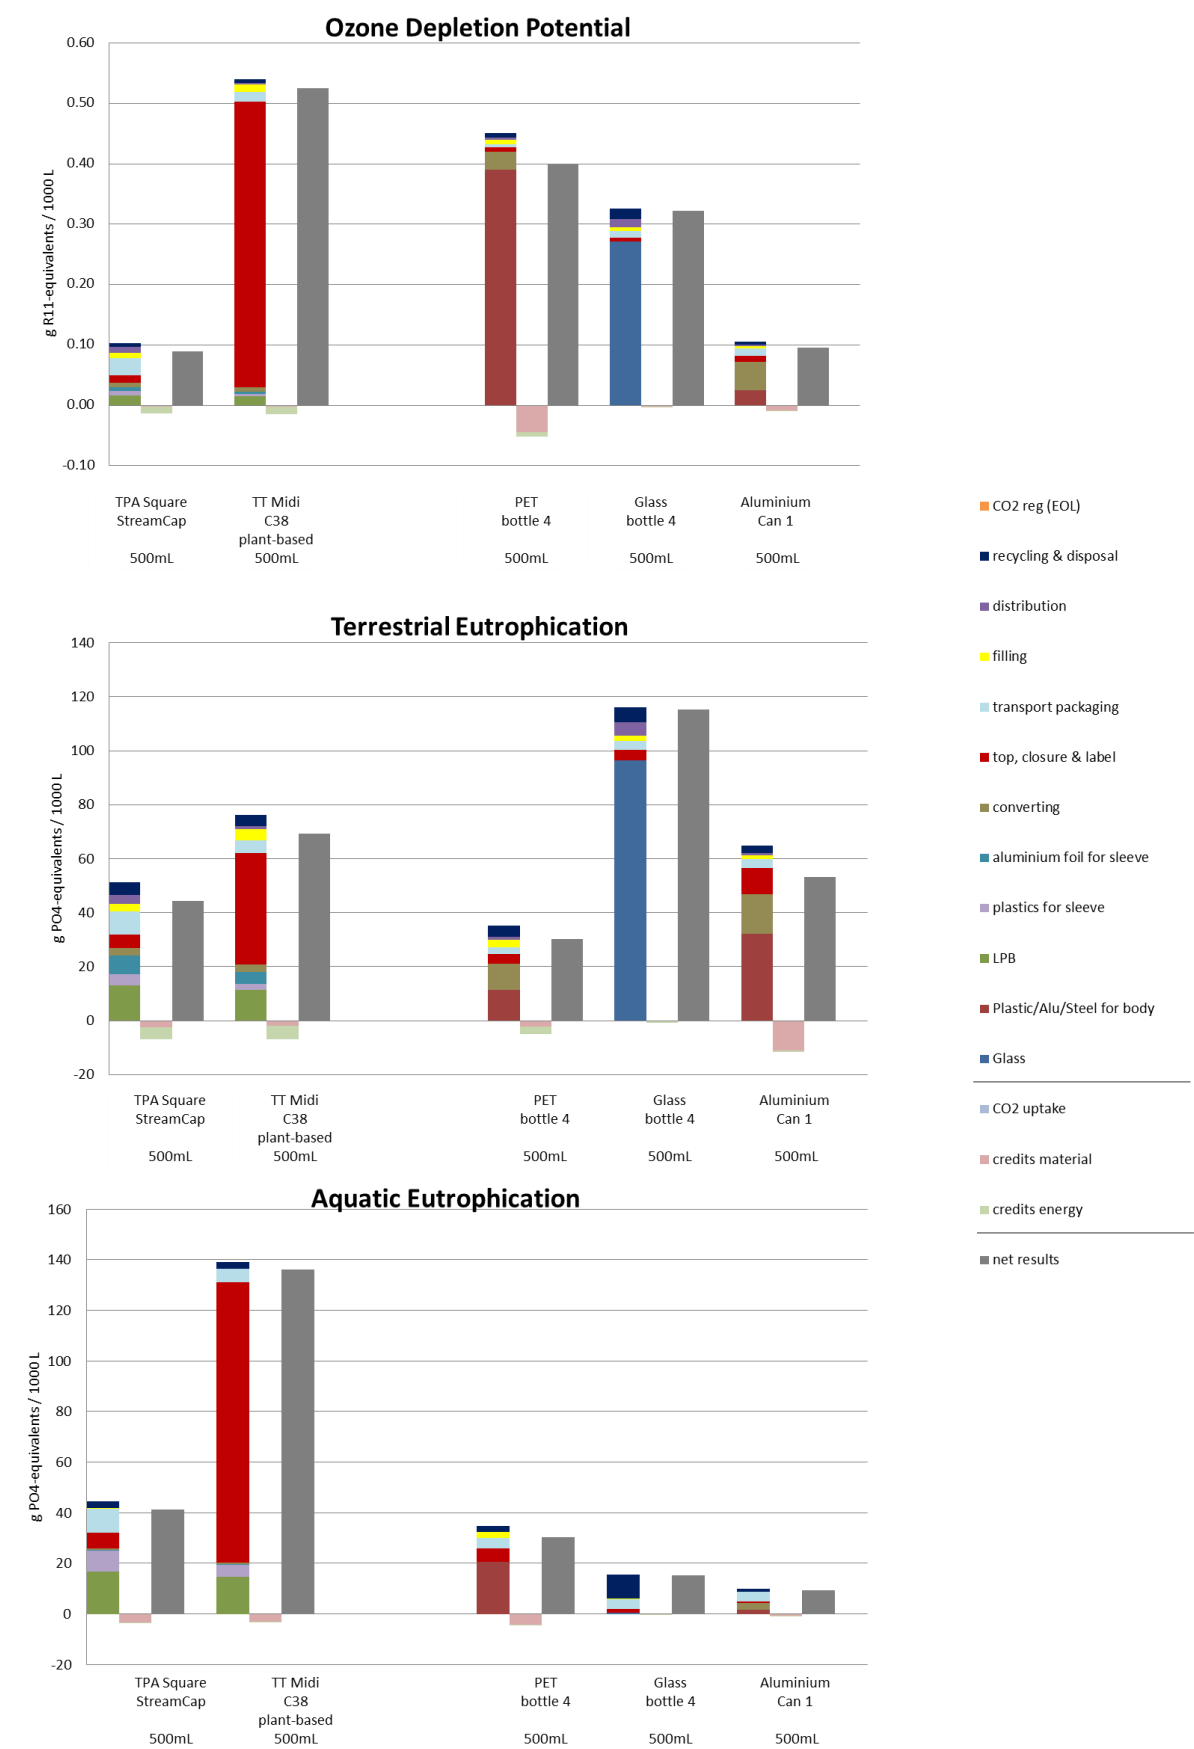 Ozone Depletion Potential
g R11-equivalents / 1000 L
0.60
0.50
0.40
0.30
0.20
0.10
0.00
-0.10
TPA Square
StreamCap
500mL
TT Midi
C38
plant-based
500mL
PET
bottle 4
500mL
Glass
bottle 4
500mL
Aluminium
Can 1
500mL
Terrestrial Eutrophication
g PO4-equivalents / 1000 L
140
120
100
80
60
40
20
0
-20
TPA Square
StreamCap
500mL
TT Midi
C38
plant-based
500mL
PET
bottle 4
500mL
Glass
bottle 4
500mL
Aluminium
Can 1
500mL
Aquatic Eutrophication
g PO4-equivalents / 1000 L
160
140
120
100
80
60
40
20
0
-20
TPA Square
StreamCap
500mL
TT Midi
C38
plant-based
500mL
PET
bottle 4
500mL
Glass
bottle 4
500mL
Aluminium
Can 1
500mL
CO2 reg (EOL)
recycling & disposal
distribution
filling
transport packaging
top, closure & label
converting
aluminium foil for sleeve
plastics for sleeve
LPB
Plastic/Alu/Steel for body
Glass
CO2 uptake
credits material
credits energy
net results